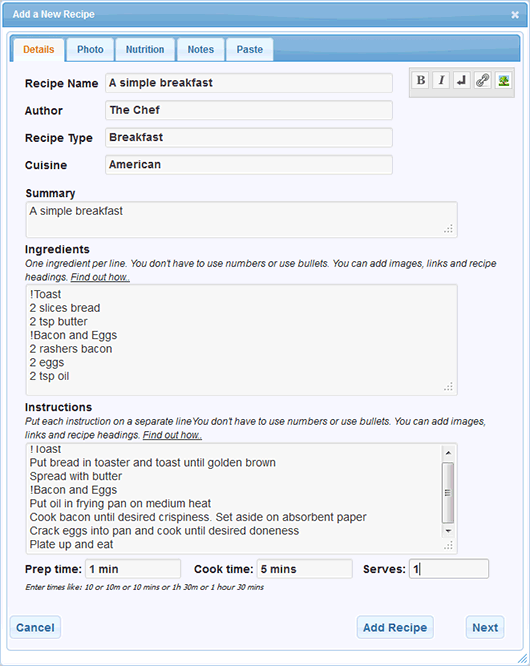 Add a New Recipe
Details Photo Nutrition Notes Paste
Recipe Name A simple breakfast
B I
Author The Chef
Recipe Type Breakfast
Cuisine American
Summary
A simple breakfast
Ingredients
One ingredient per line. You don't have to use numbers or use bullets. You can add images, links and recipe
headings. Find out how..
!Toast
2 slices bread
2 tsp butter
!Bacon and Eggs
2 rashers bacon
2 eggs
2 tsp oil
Instructions
Put each instruction on a separate lineYou don't have to use numbers or use bullets. You can add images,
links and recipe headings. Find out how..
!Toast
Put bread in toaster and toast until golden brown
Spread with butter
!Bacon and Eggs
Put oil in frying pan on medium heat
Cook bacon until desired crispiness. Set aside on absorbent paper
Crack eggs into pan and cook until desired doneness
Plate up and eat
Prep time: 1 min Cook time: 5 mins Serves: 1
Enter times like: 10 or 10m or 10 mins or 1h 30m or 1 hour 30 mins
Cancel Add Recipe Next